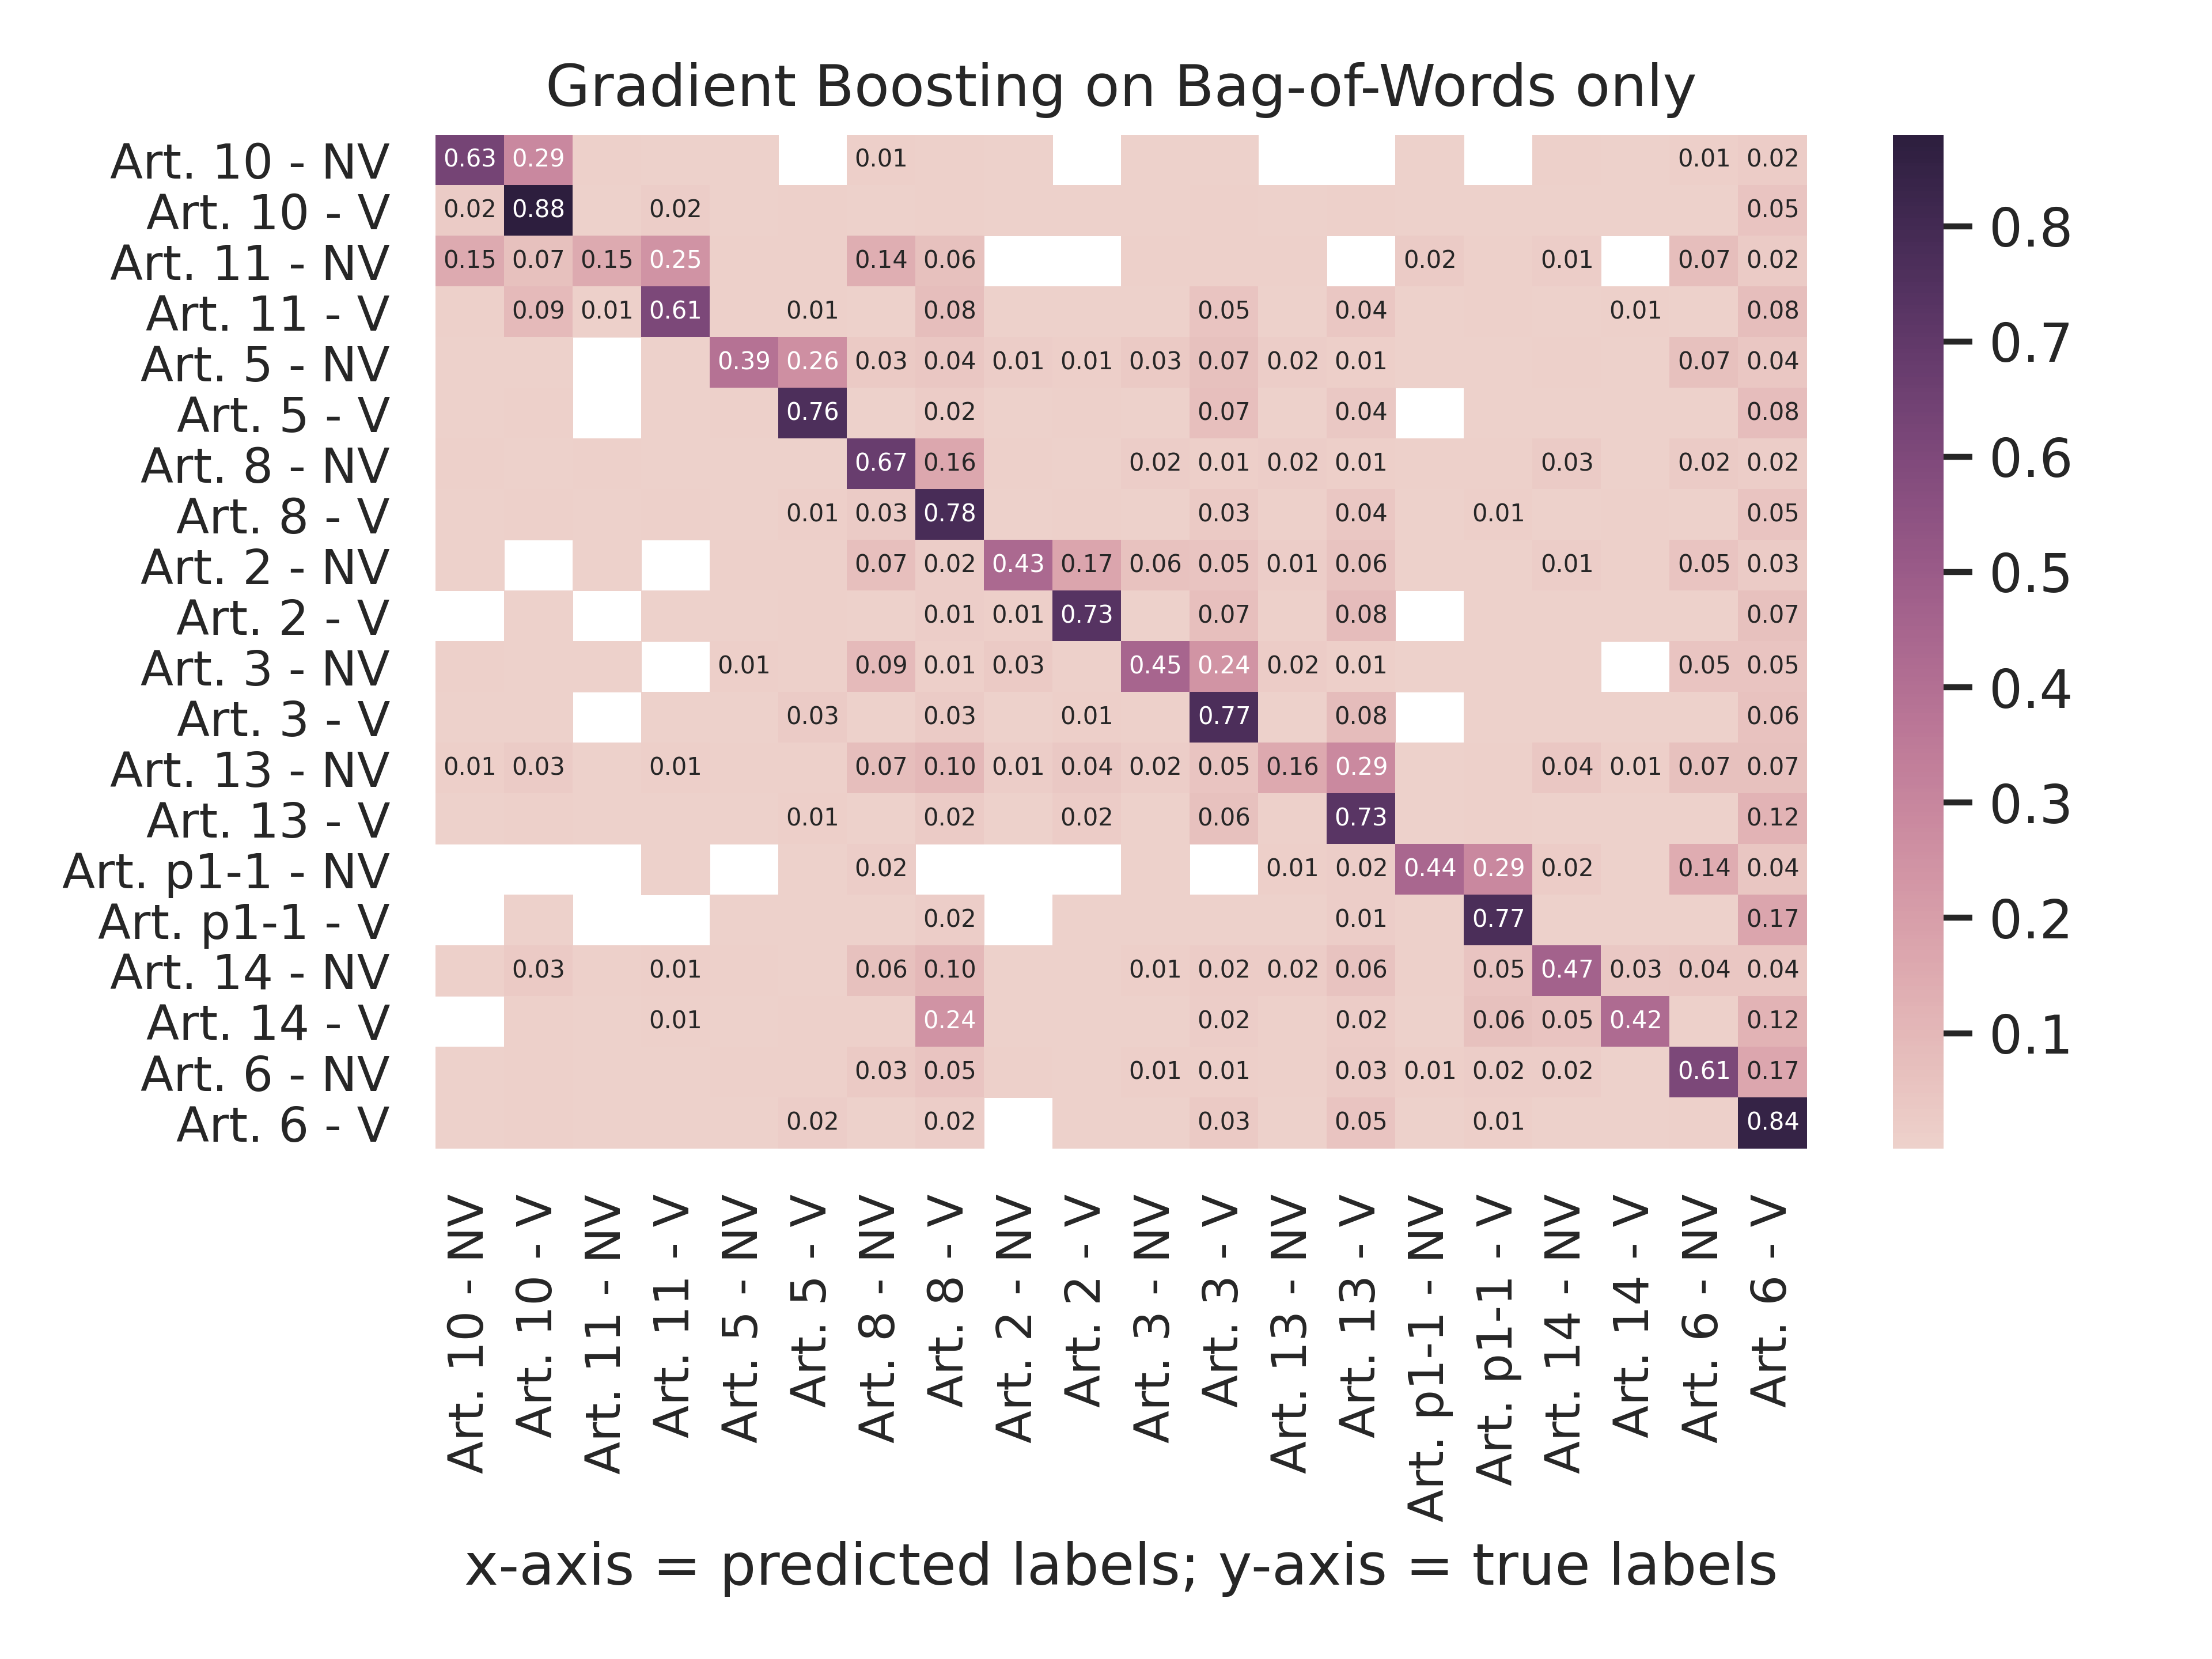 Gradient Boosting on Bag-of-Words only
Art. 10 - NV 0.63 0.29 0.01 0.01 0.02
Art. 10 - V 0.02 0.88 0.02 0.05
Art. 11 - NV 0.15 0.07 0.15 0.25 0.14 0.06 0.02 0.01 0.07 0.02
Art. 11 - V 0.09 0.01 0.61 0.01 0.08 0.05 0.04 0.01 0.08
Art. 5 - NV 0.39 0.26 0.03 0.04 0.01 0.01 0.03 0.07 0.02 0.01 0.07 0.04
Art. 5 - V 0.76 0.02 0.07 0.04 0.08
Art. 8 - NV 0.67 0.16 0.02 0.01 0.02 0.01 0.03 0.02 0.02
Art. 8 - V 0.01 0.03 0.78 0.03 0.04 0.01 0.05
Art. 2 - NV 0.07 0.02 0.43 0.17 0.06 0.05 0.01 0.06 0.01 0.05 0.03
Art. 2 - V 0.01 0.01 0.73 0.07 0.08 0.07
Art. 3 - NV 0.01 0.09 0.01 0.03 0.45 0.24 0.02 0.01 0.05 0.05
Art. 3 - V 0.03 0.03 0.01 0.77 0.08 0.06
Art. 13 - NV 0.01 0.03 0.01 0.07 0.10 0.01 0.04 0.02 0.05 0.16 0.29 0.04 0.01 0.07 0.07
Art. 13 - V 0.01 0.02 0.02 0.06 0.73 0.12
Art. p1-1 - NV 0.02 0.01 0.02 0.44 0.29 0.02 0.14 0.04
Art. p1-1 - V 0.02 0.01 0.77 0.17
Art. 14 - NV 0.03 0.01 0.06 0.10 0.01 0.02 0.02 0.06 0.05 0.47 0.03 0.04 0.04
Art. 14 - V 0.01 0.24 0.02 0.02 0.06 0.05 0.42 0.12
Art. 6 - NV 0.03 0.05 0.01 0.01 0.03 0.01 0.02 0.02 0.61 0.17
Art. 6 - V 0.02 0.02 0.03 0.05 0.01 0.84
0.8
0.7
0.6
0.5
0.4
0.3
0.2
0.1
Art. 10 - NV
Art. 10 - V
Art. 11 - NV
Art. 11 - V
Art. 5 - NV
Art. 5 - V
Art. 8 - NV
Art. 8 - V
Art. 2 - NV
Art. 2 - V
Art. 3 - NV
Art. 3 - V
Art. 13 - NV
Art. 13 - V
Art. p1-1 - NV
Art. p1-1 - V
Art. 14 - NV
Art. 14 - V
Art. 6 - NV
Art. 6 - V
x-axis = predicted labels; y-axis = true labels